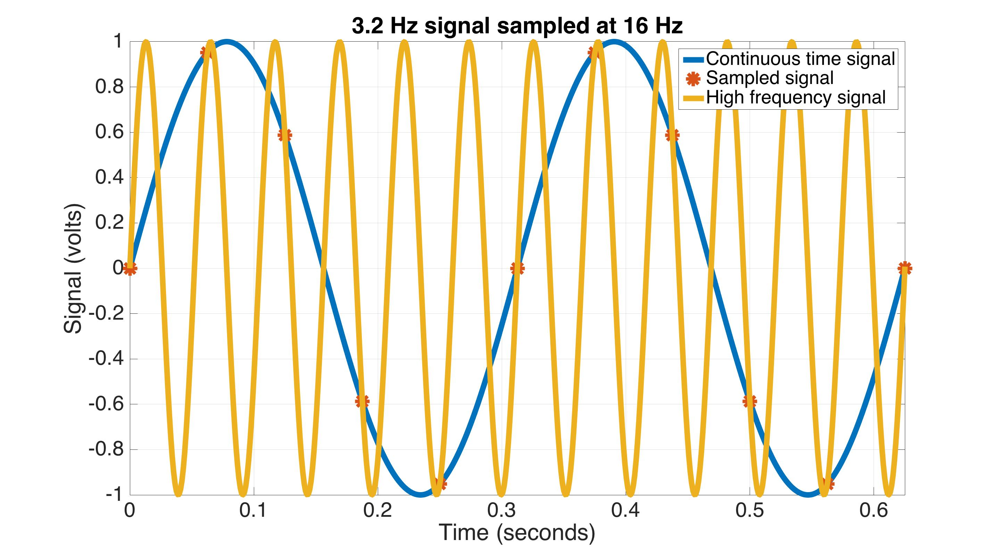 3.2 Hz signal sampled at 16 Hz
1
0.8
0.6
0.4
0.2
0
-0.2
-0.4
-0.6
-0.8
-1
Signal (volts)
Continuous time signal
Sampled signal
High frequency signal
0 0.1 0.2 0.3 0.4 0.5 0.6
Time (seconds)